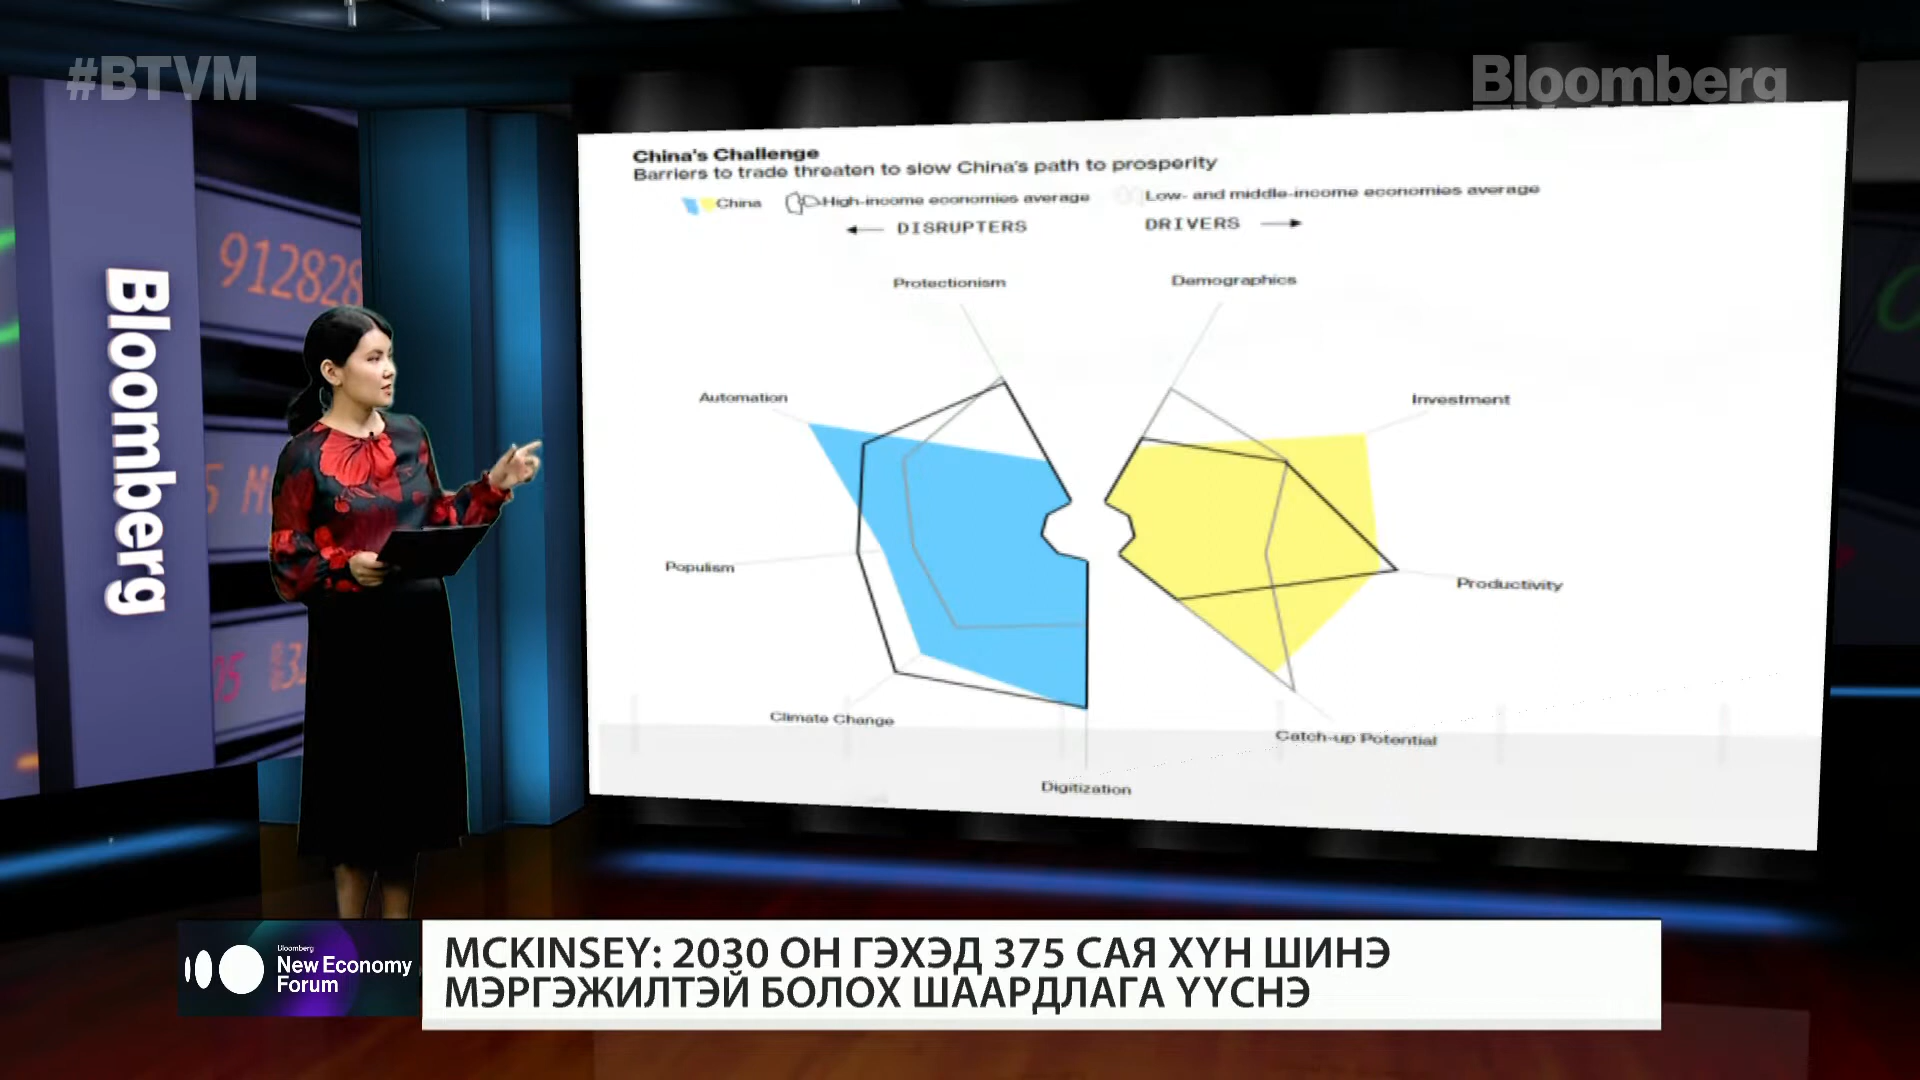 #BTVM
Bloomberg
China's Challenge
Barriers to trade threaten to slow China's path to prosperity
China
High-income economies average
Low- and middle-income economies average
DISRUPTERS
DRIVERS
Protectionism
Demographics
Automation
Investment
Populism
Productivity
Climate Change
Catch-up Potential
Digitization
912828
Bloomberg
Bloomberg
New Economy
Forum
MCKINSEY: 2030 ОН ГЭХЭД 375 САЯ ХҮН ШИНЭ
МЭРГЭЖИЛТЭЙ БОЛОХ ШААРДЛАГА ҮҮСНЭ